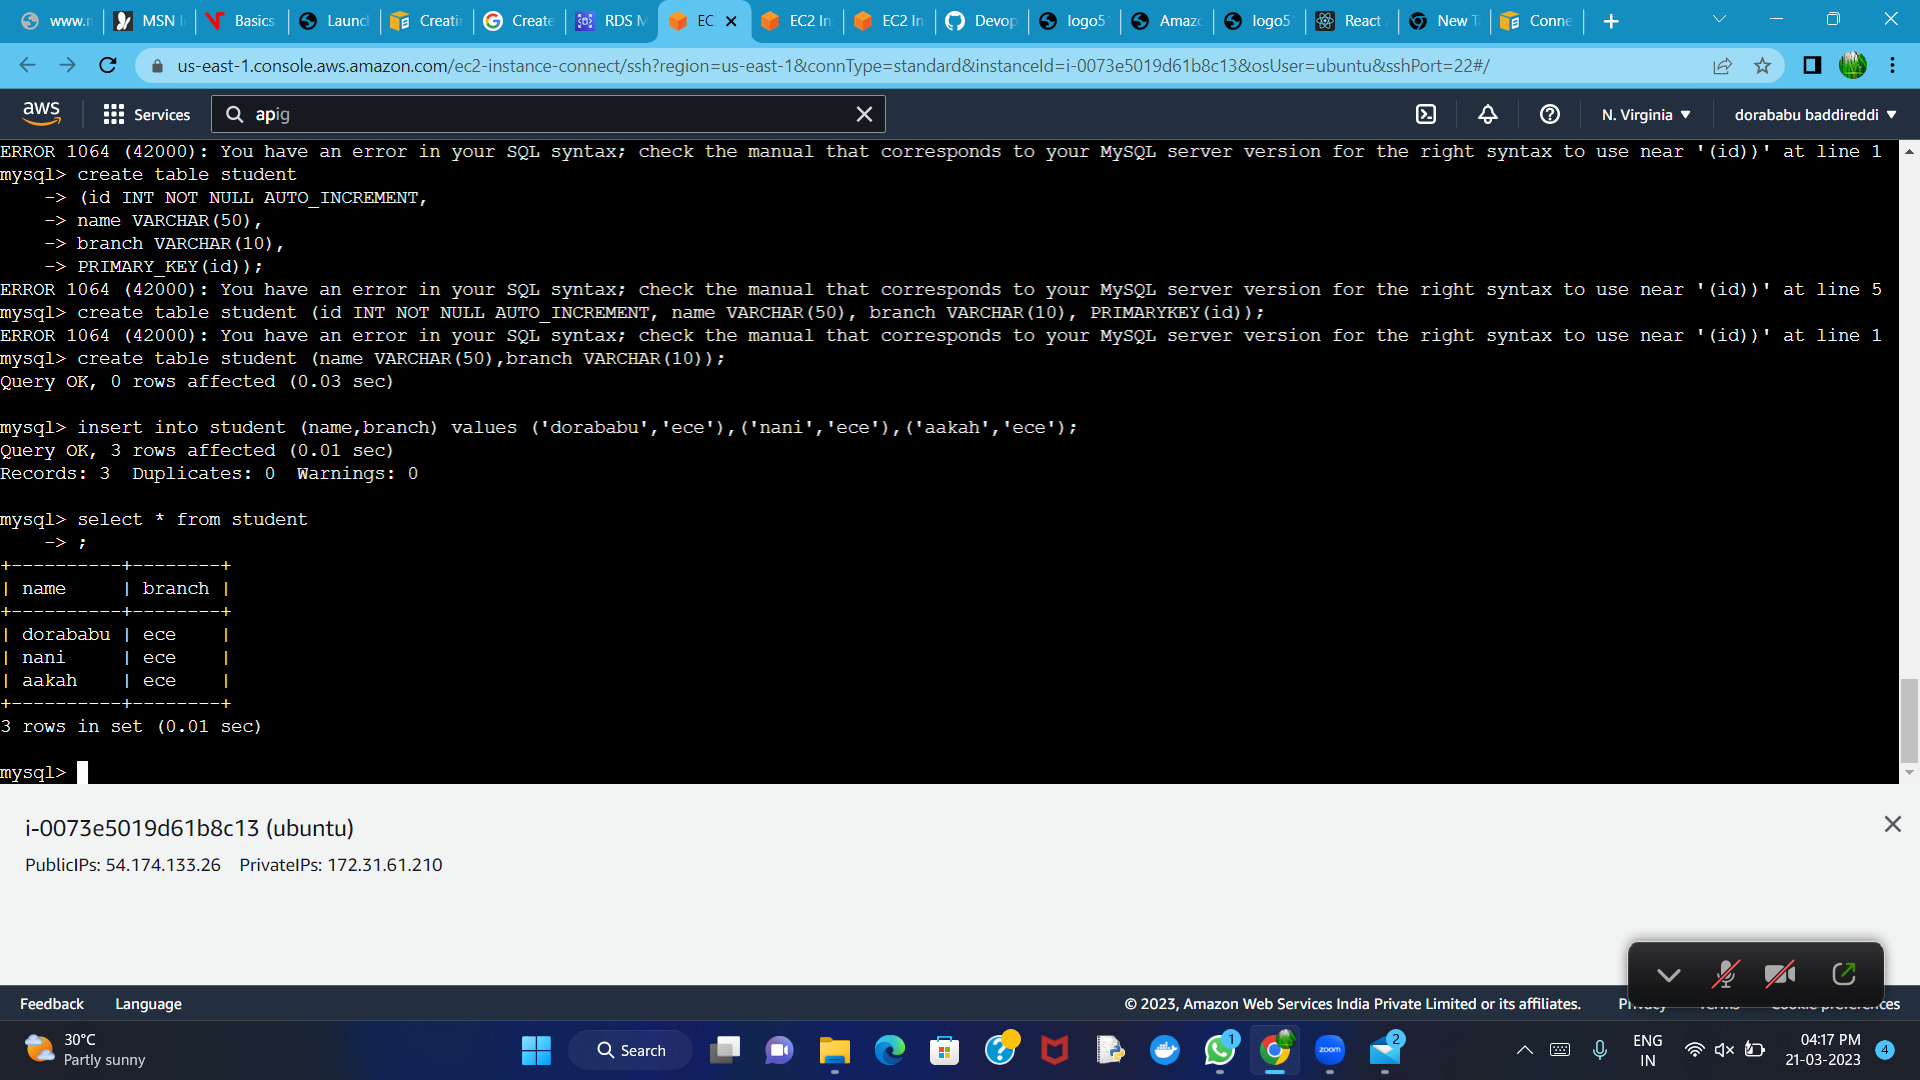 www.n
MSN I
Basics
Launc
Creatin
Create
RDS M
EC
EC2 In
EC2 In
Devop
logo5
Amazo
logo5
React
New T
Conne
us-east-1.console.aws.amazon.com/ec2-instance-connect/ssh?region=us-east-1&connType=standard&instanceId=i-0073e5019d61b8c13&osUser=ubuntu&sshPort=22#/
aws
Services
apig
N. Virginia
dorababu baddireddi
ERROR 1064 (42000): You have an error in your SQL syntax; check the manual that corresponds to your MySQL server version for the right syntax to use near '(id))' at line 1
mysql> create table student
    -> (id INT NOT NULL AUTO_INCREMENT,
    -> name VARCHAR(50),
    -> branch VARCHAR(10),
    -> PRIMARY_KEY(id));
ERROR 1064 (42000): You have an error in your SQL syntax; check the manual that corresponds to your MySQL server version for the right syntax to use near '(id))' at line 5
mysql> create table student (id INT NOT NULL AUTO_INCREMENT, name VARCHAR(50), branch VARCHAR(10), PRIMARYKEY(id));
ERROR 1064 (42000): You have an error in your SQL syntax; check the manual that corresponds to your MySQL server version for the right syntax to use near '(id))' at line 1
mysql> create table student (name VARCHAR(50),branch VARCHAR(10));
Query OK, 0 rows affected (0.03 sec)
mysql> insert into student (name,branch) values ('dorababu','ece'),('nani','ece'),('aakah','ece');
Query OK, 3 rows affected (0.01 sec)
Records: 3  Duplicates: 0  Warnings: 0
mysql> select * from student
    -> ;
+----------+--------+
| name     | branch |
+----------+--------+
| dorababu | ece    |
| nani     | ece    |
| aakah    | ece    |
+----------+--------+
3 rows in set (0.01 sec)
mysql>
i-0073e5019d61b8c13 (ubuntu)
PublicIPs: 54.174.133.26 PrivateIPs: 172.31.61.210
Feedback Language
© 2023, Amazon Web Services India Private Limited or its affiliates. Privacy Terms Cookie preferences
30°C
Partly sunny
Search
zoom
1
2
ENG
IN
04:17 PM
21-03-2023
4